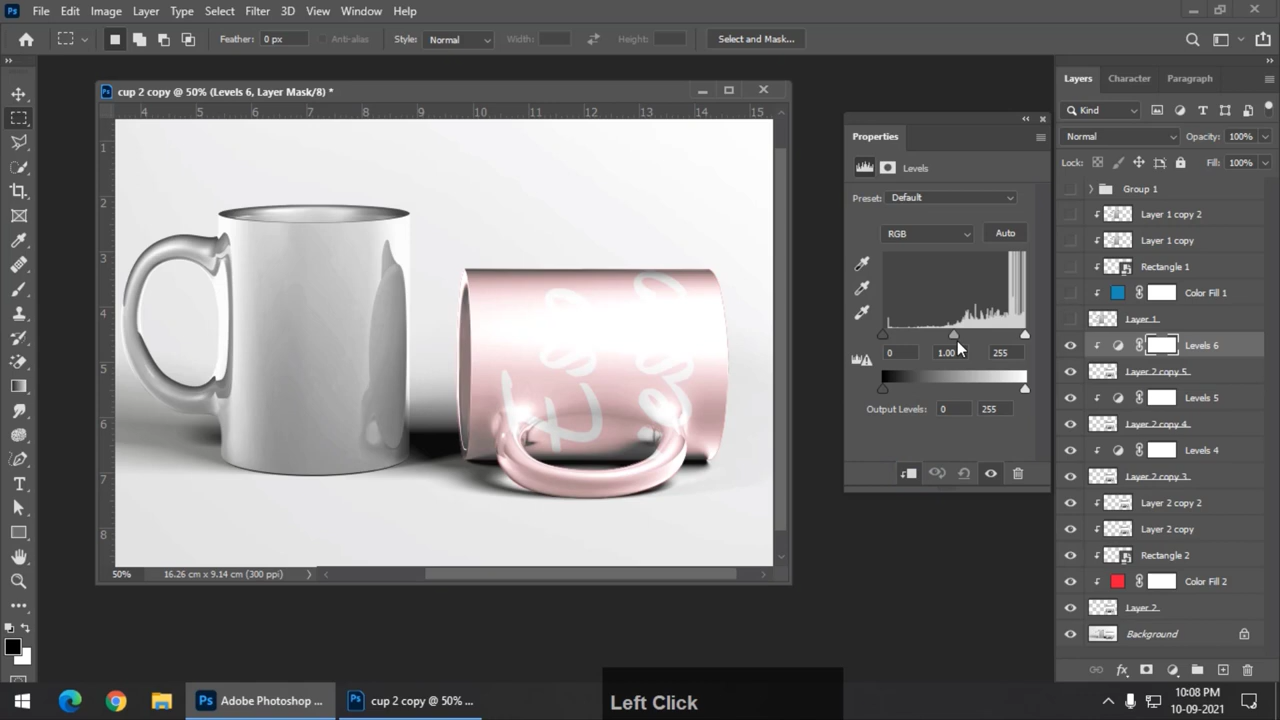 Ps File Edit Image Layer Type Select Filter 3D View Window Help
Feather: 0 px Anti-alias Style: Normal Width: Height: Select and Mask...
Ps cup 2 copy @ 50% (Levels 6, Layer Mask/8) *
4 5 6 7 8 9 10 11 12 13 14 15
1
2
3
4
5
6
7
8
50% 16.26 cm x 9.14 cm (300 ppi)
Properties
Levels
Preset: Default
RGB Auto
0 1.00 255
Output Levels: 0 255
Layers Character Paragraph
Kind
Normal Opacity: 100%
Lock: Fill: 100%
Group 1
Layer 1 copy 2
Layer 1 copy
Rectangle 1
Color Fill 1
Layer 1
Levels 6
Layer 2 copy 5
Levels 5
Layer 2 copy 4
Levels 4
Layer 2 copy 3
Layer 2 copy 2
Layer 2 copy
Rectangle 2
Color Fill 2
Layer 2
Background
fx
T
Left Click
Ps Adobe Photoshop ... Ps cup 2 copy @ 50% ...
10:08 PM
10-09-2021